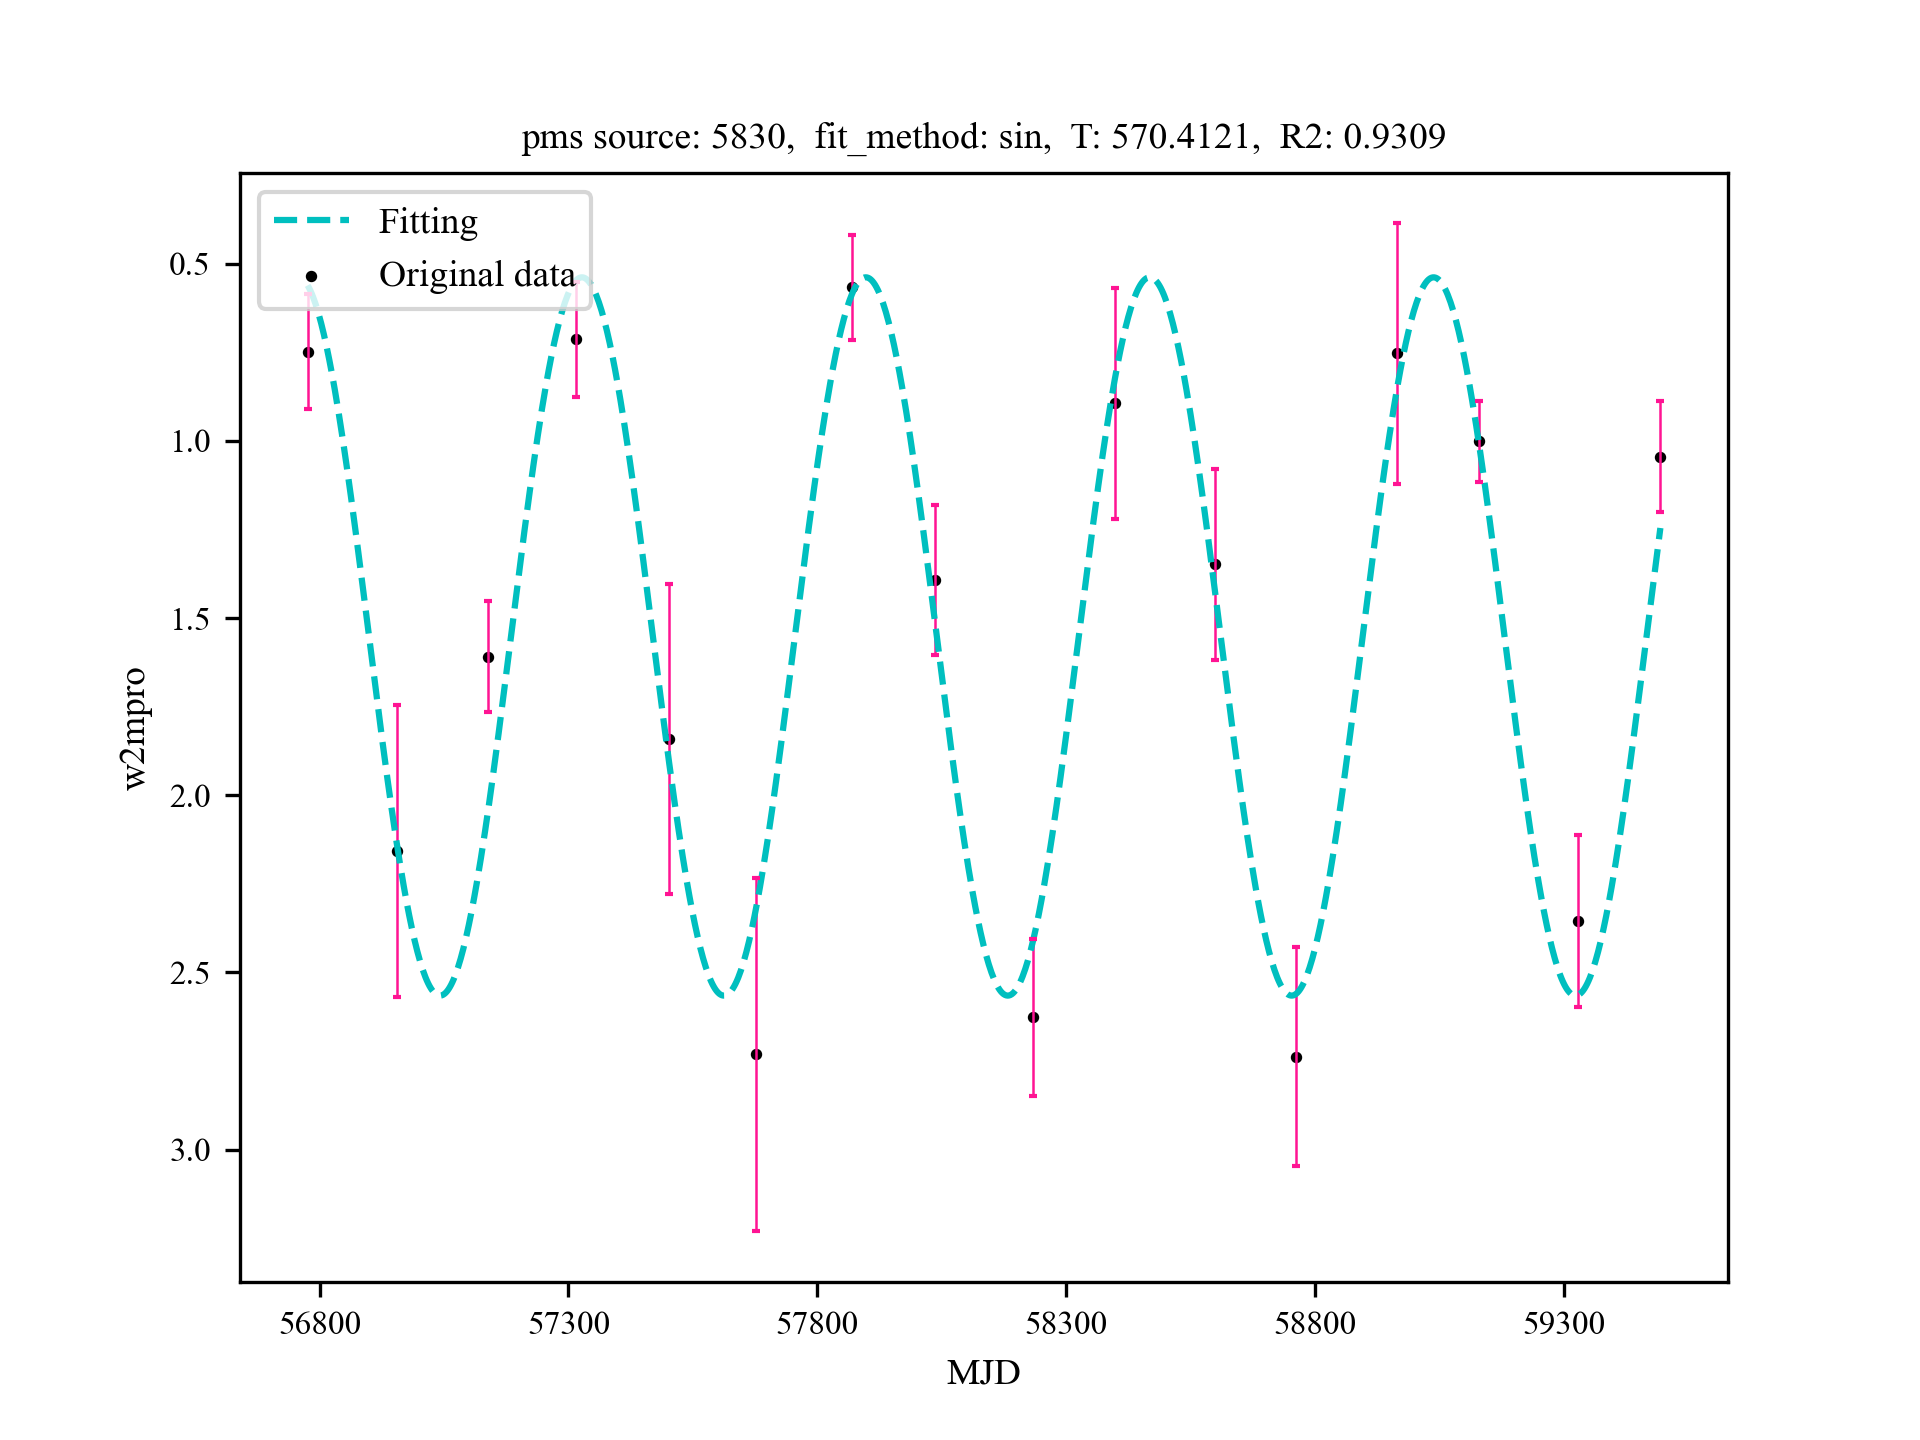 pms source: 5830,  fit_method: sin,  T: 570.4121,  R2: 0.9309
Fitting
Original data
0.5
1.0
1.5
2.0
2.5
3.0
w2mpro
56800
57300
57800
58300
58800
59300
MJD